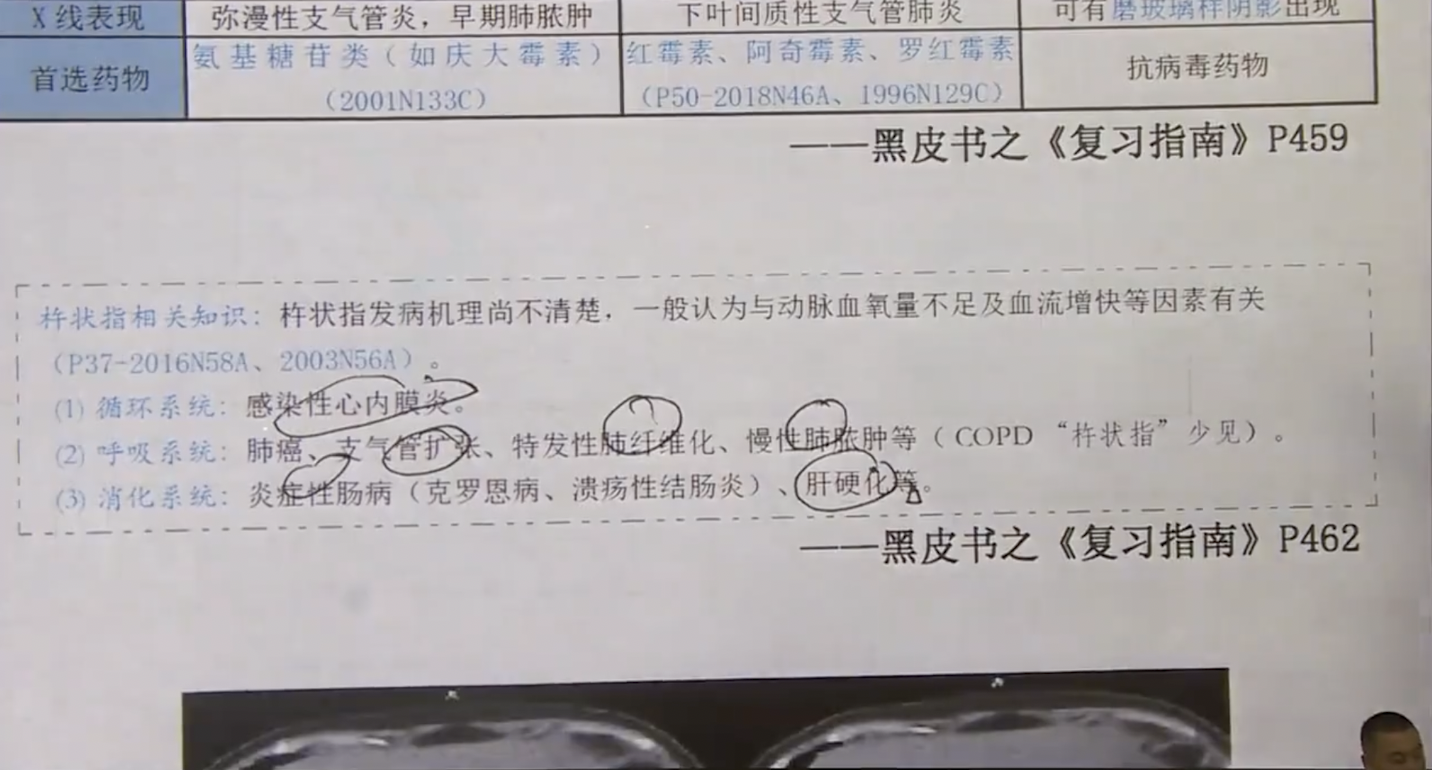 X线表现 弥漫性支气管炎，早期肺脓肿 下叶间质性支气管肺炎 可有磨玻璃样阴影出现
首选药物 氨基糖苷类（如庆大霉素） 红霉素、阿奇霉素、罗红霉素 抗病毒药物
（2001N133C） （P50-2018N46A、1996N129C）
——黑皮书之《复习指南》P459
杵状指相关知识：杵状指发病机理尚不清楚，一般认为与动脉血氧量不足及血流增快等因素有关
（P37-2016N58A、2003N56A）。
(1) 循环系统：感染性心内膜炎。
(2) 呼吸系统：肺癌、支气管扩张、特发性肺纤维化、慢性肺脓肿等（COPD“杵状指”少见）。
(3) 消化系统：炎症性肠病（克罗恩病、溃疡性结肠炎）、肝硬化等。
——黑皮书之《复习指南》P462